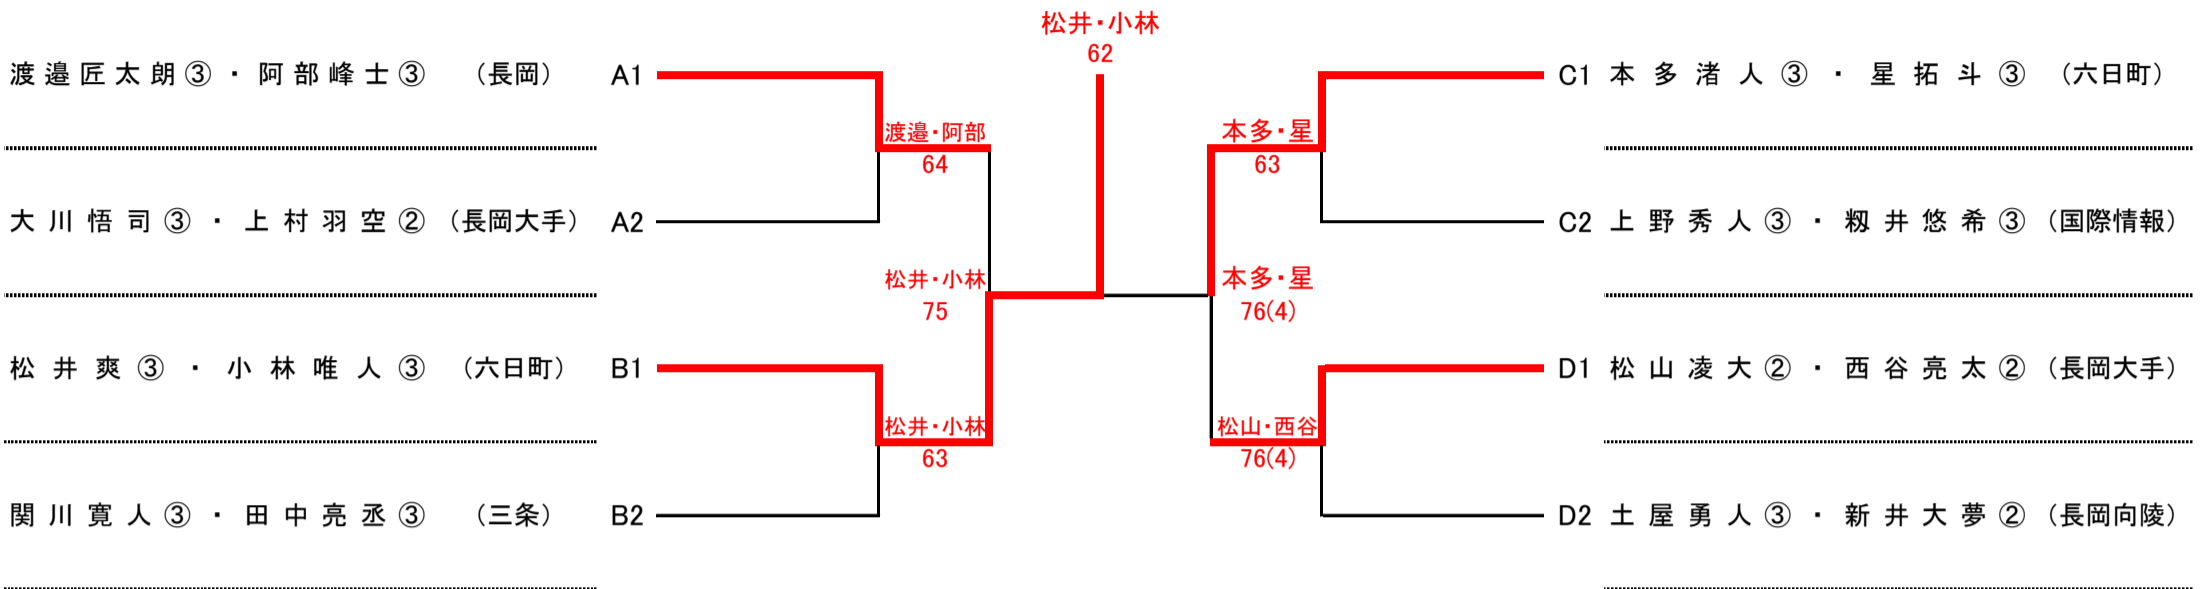 松井・小林
62
渡邉匠太朗③ ・ 阿部峰士③ （長岡） A1
C1 本多渚人③ ・ 星拓斗③ （六日町）
渡邉・阿部
64
本多・星
63
大川悟司③ ・ 上村羽空② （長岡大手） A2
C2 上野秀人③ ・ 籾井悠希③ （国際情報）
松井・小林
75
本多・星
76(4)
松井爽③ ・ 小林唯人③ （六日町） B1
D1 松山凌大② ・ 西谷亮太② （長岡大手）
松井・小林
63
松山・西谷
76(4)
関川寛人③ ・ 田中亮丞③ （三条） B2
D2 土屋勇人③ ・ 新井大夢② （長岡向陵）